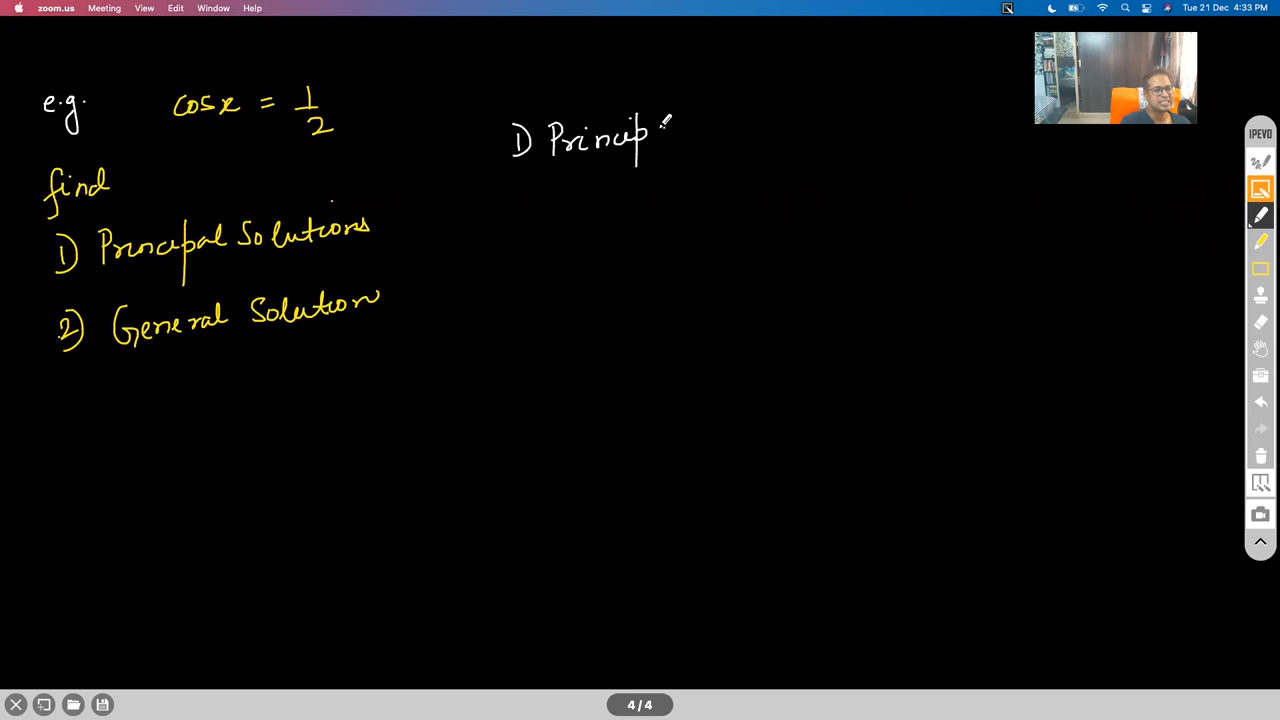 zoom.us Meeting View Edit Window Help Tue 21 Dec 4:33 PM
e.g. cos x = 1/2
find
1) Principal Solutions
2) General Solution
1) Princip
IPEVO
4 / 4